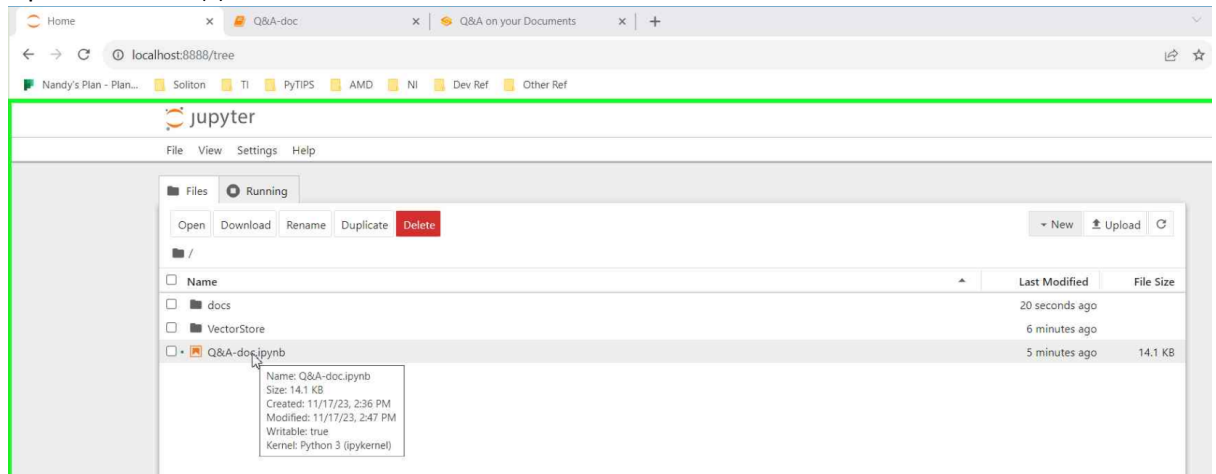 Home
Q&A-doc
Q&A on your Documents
localhost:8888/tree
Nandy's Plan - Plan... Soliton TI PyTIPS AMD NI Dev Ref Other Ref
jupyter
File View Settings Help
Files Running
Open Download Rename Duplicate Delete New Upload
/
Name Last Modified File Size
docs 20 seconds ago
VectorStore 6 minutes ago
Q&A-doc.ipynb 5 minutes ago 14.1 KB
Name: Q&A-doc.ipynb
Size: 14.1 KB
Created: 11/17/23, 2:36 PM
Modified: 11/17/23, 2:47 PM
Writable: true
Kernel: Python 3 (ipykernel)